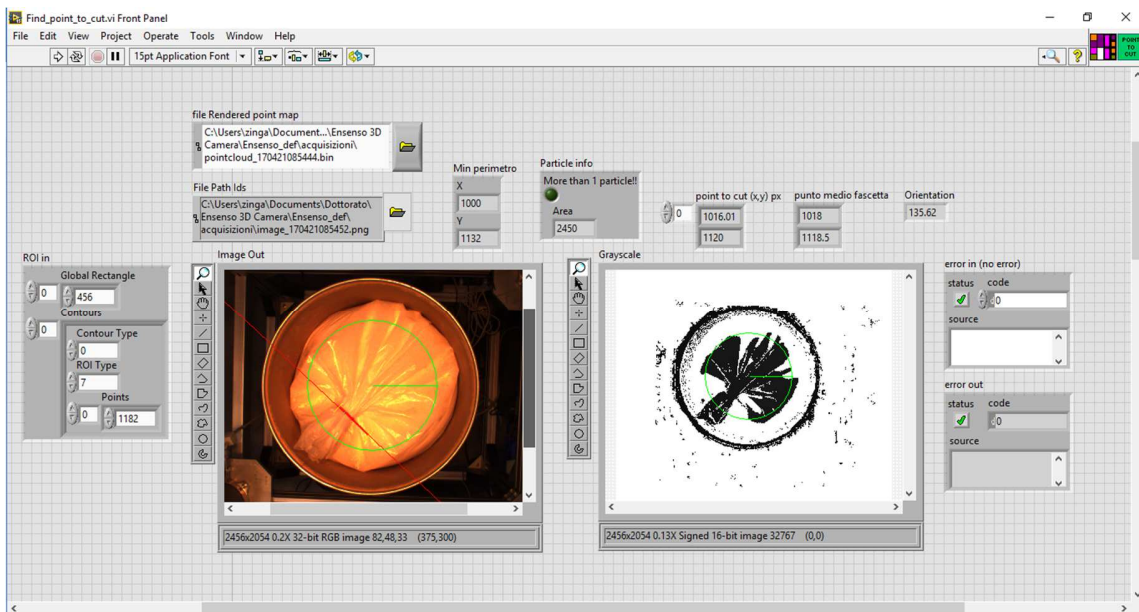 Find_point_to_cut.vi Front Panel
File Edit View Project Operate Tools Window Help
15pt Application Font
POINT
TO
CUT
file Rendered point map
C:\Users\zinga\Document...\Ensenso 3D
Camera\Ensenso_def\acquisizioni\
pointcloud_170421085444.bin
File Path Ids
C:\Users\zinga\Documents\Dottorato\
Ensenso 3D Camera\Ensenso_def\
acquisizioni\image_170421085452.png
Min perimetro
X
1000
Y
1132
Particle info
More than 1 particle!!
Area
2450
point to cut (x,y) px
0
1016.01
1120
punto medio fascetta
1018
1118.5
Orientation
135.62
ROI in
Global Rectangle
0 456
Contours
0
Contour Type
0
ROI Type
7
Points
0 1182
Image Out
2456x2054 0.2X 32-bit RGB image 82,48,33 (375,300)
Grayscale
2456x2054 0.13X Signed 16-bit image 32767 (0,0)
error in (no error)
status code
0
source
error out
status code
0
source